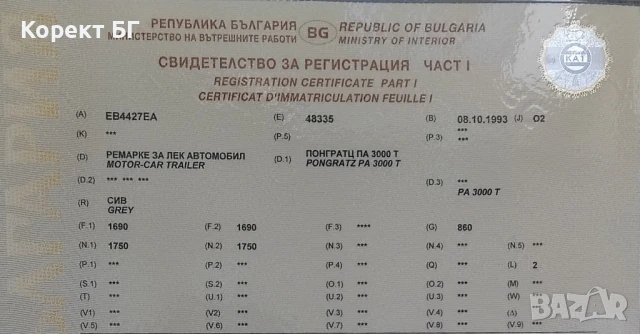 Корект БГ
РЕПУБЛИКА БЪЛГАРИЯ BG REPUBLIC OF BULGARIA
МИНИСТЕРСТВО НА ВЪТРЕШНИТЕ РАБОТИ MINISTRY OF INTERIOR
КАТ
СВИДЕТЕЛСТВО ЗА РЕГИСТРАЦИЯ ЧАСТ I
REGISTRATION CERTIFICATE PART I
CERTIFICAT D'IMMATRICULATION FEUILLE I
(A) EB4427EA (E) 48335 (B) 08.10.1993 (J) O2
(K) *** (P.5) (P.3) ***
***
(D) РЕМАРКЕ ЗА ЛЕК АВТОМОБИЛ (D.1) ПОНГРАТЦ ПА 3000 Т
MOTOR-CAR TRAILER PONGRATZ PA 3000 T
(D.2) *** *** *** (D.3) ***
PA 3000 T
(R) СИВ
GREY
(F.1) 1690 (F.2) 1690 (F.3) **** (G) 860
(N.1) 1750 (N.2) 1750 (N.3) *** (N.4) *** (N.5) ***
(P.1) *** (P.2) *** (P.4) *** (Q) *** (L) 2
(S.1) *** (S.2) *** (O.1) *** (O.2) *** (M) ***
(T) *** (U.1) *** (U.2) *** (U.3) *** (W) ***
(V1) *** (V.2) *** (V.3) *** (V.4) ***
(V.5) *** (V.6) *** (V.7) *** (V.8) *** (V.9) ***
bazar.bg